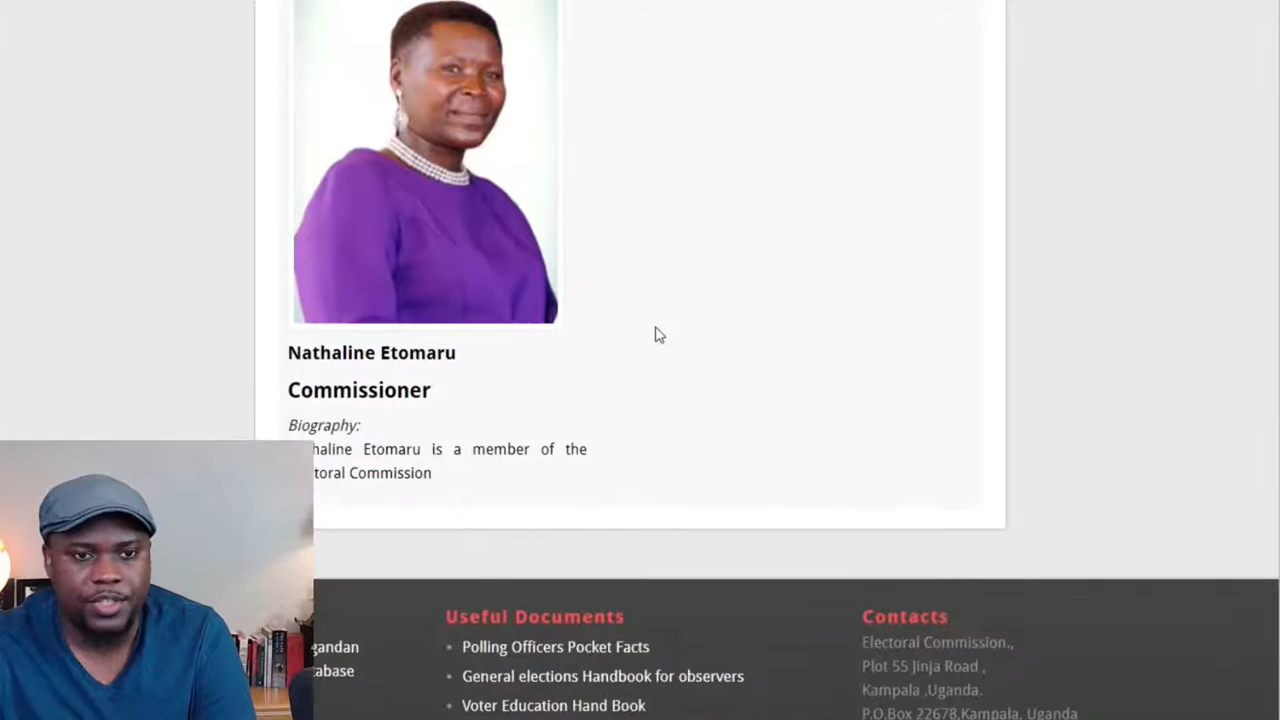 Nathaline Etomaru
Commissioner
Biography:
haline Etomaru is a member of the
toral Commission
Useful Documents
Polling Officers Pocket Facts
General elections Handbook for observers
Voter Education Hand Book
gandan
abase
Contacts
Electoral Commission.,
Plot 55 Jinja Road ,
Kampala ,Uganda.
P.O.Box 22678,Kampala, Uganda